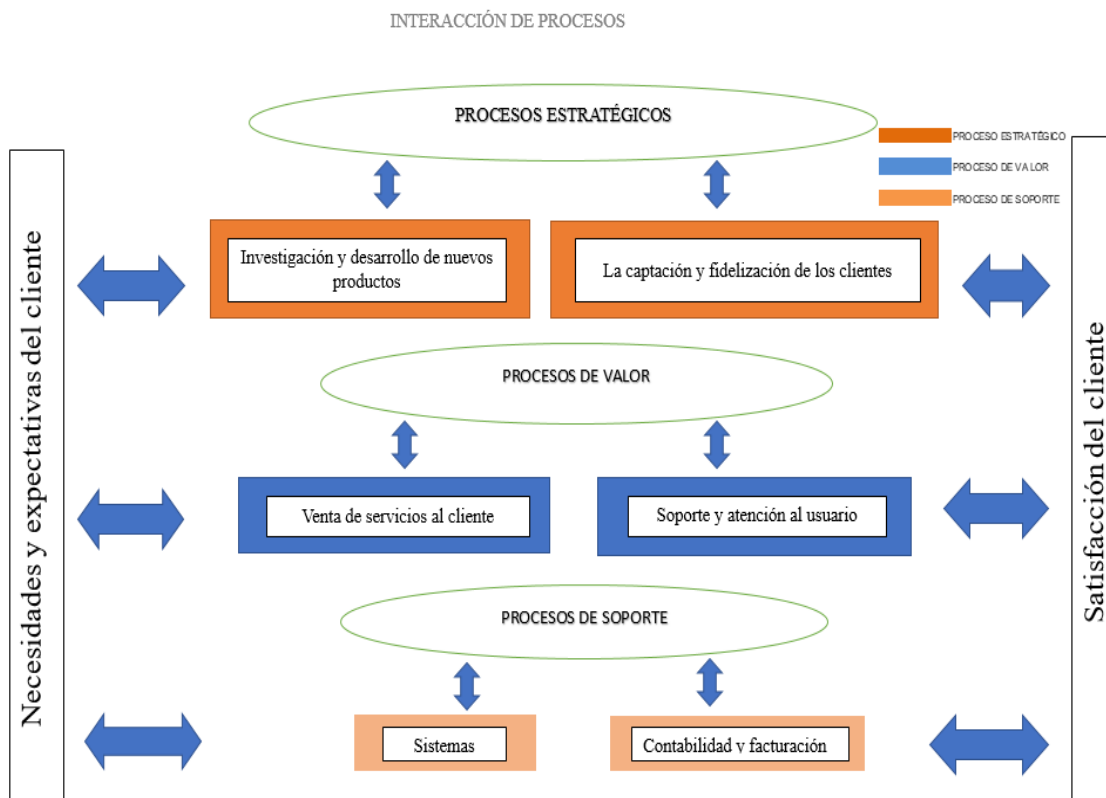 INTERACCIÓN DE PROCESOS
PROCESOS ESTRATÉGICOS
PROCESO ESTRATÉGICO
PROCESO DE VALOR
PROCESO DE SOPORTE
Necesidades y expectativas del cliente
Investigación y desarrollo de nuevos
productos
La captación y fidelización de los clientes
Satisfacción del cliente
PROCESOS DE VALOR
Venta de servicios al cliente
Soporte y atención al usuario
PROCESOS DE SOPORTE
Sistemas
Contabilidad y facturación